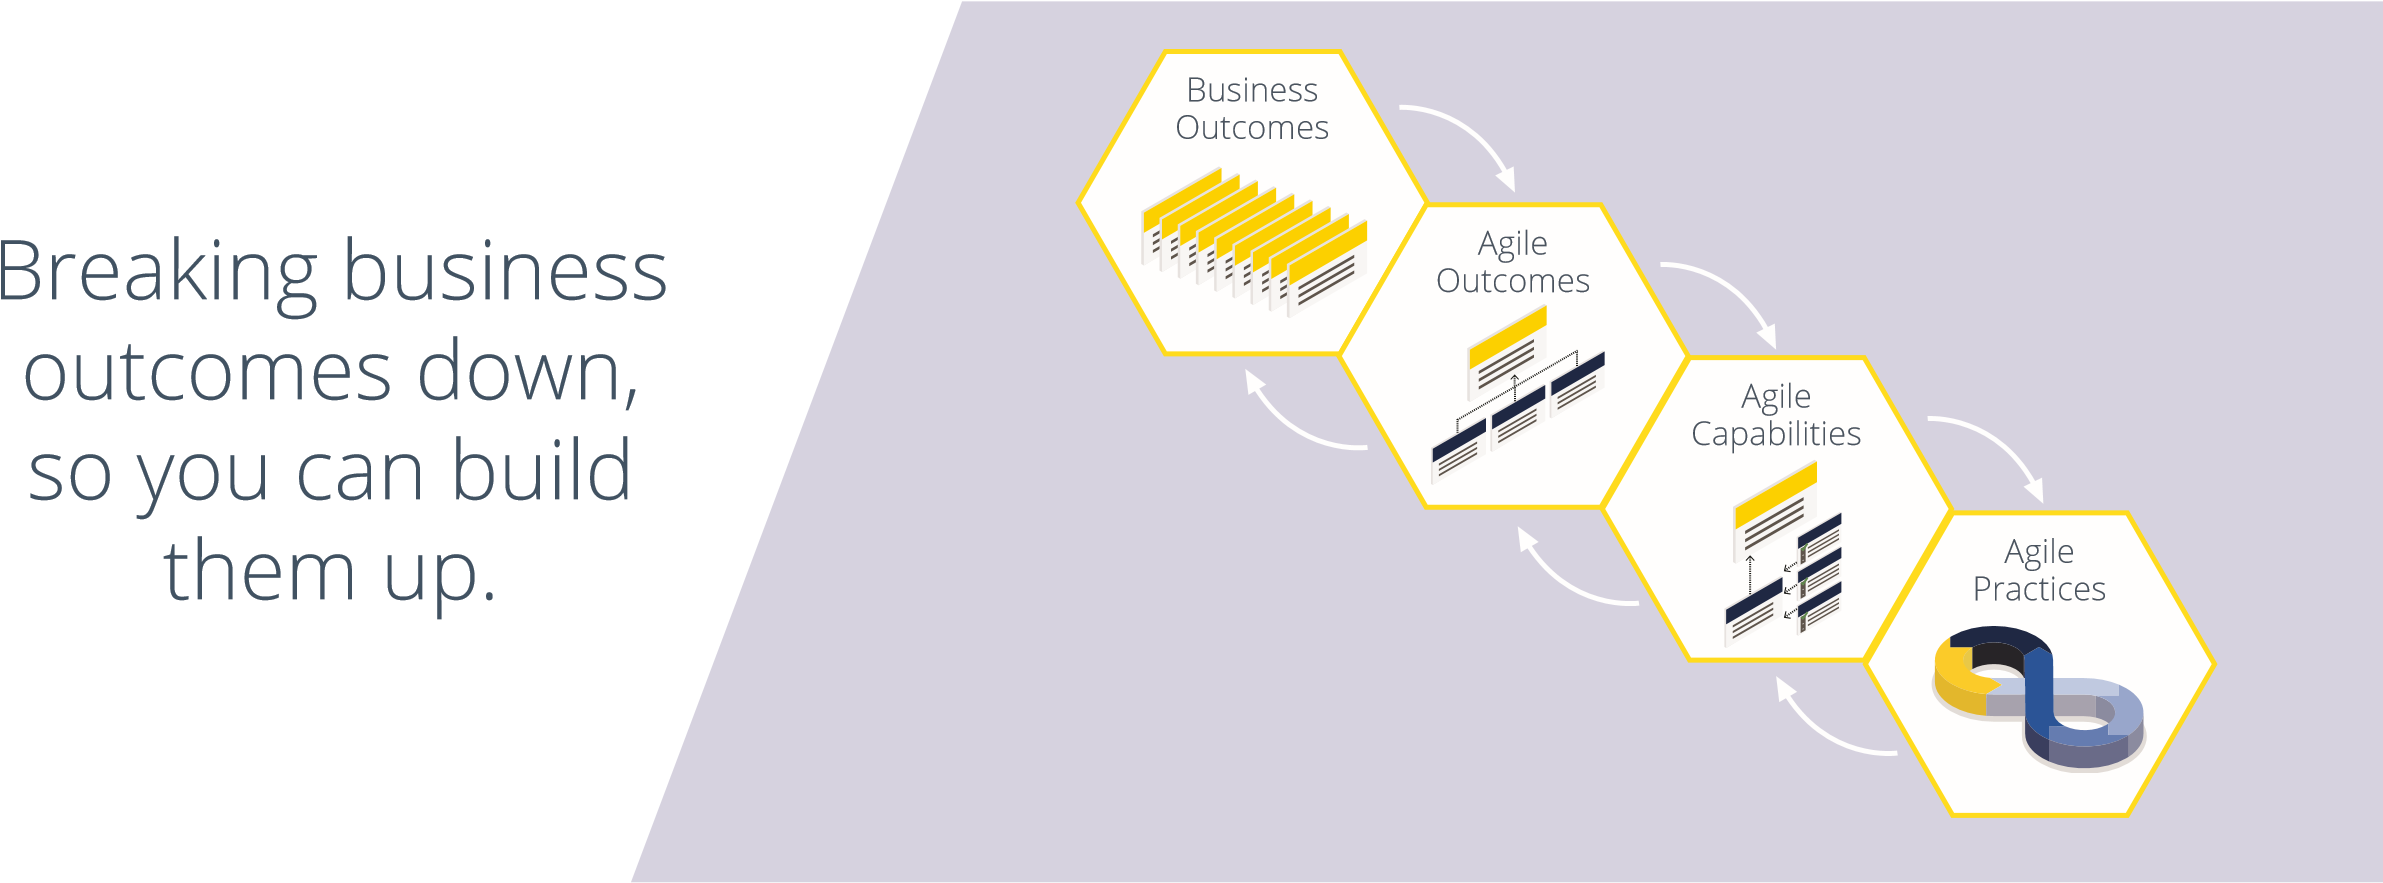 Breaking business
outcomes down,
so you can build
them up.
Business
Outcomes
Agile
Outcomes
Agile
Capabilities
Agile
Practices